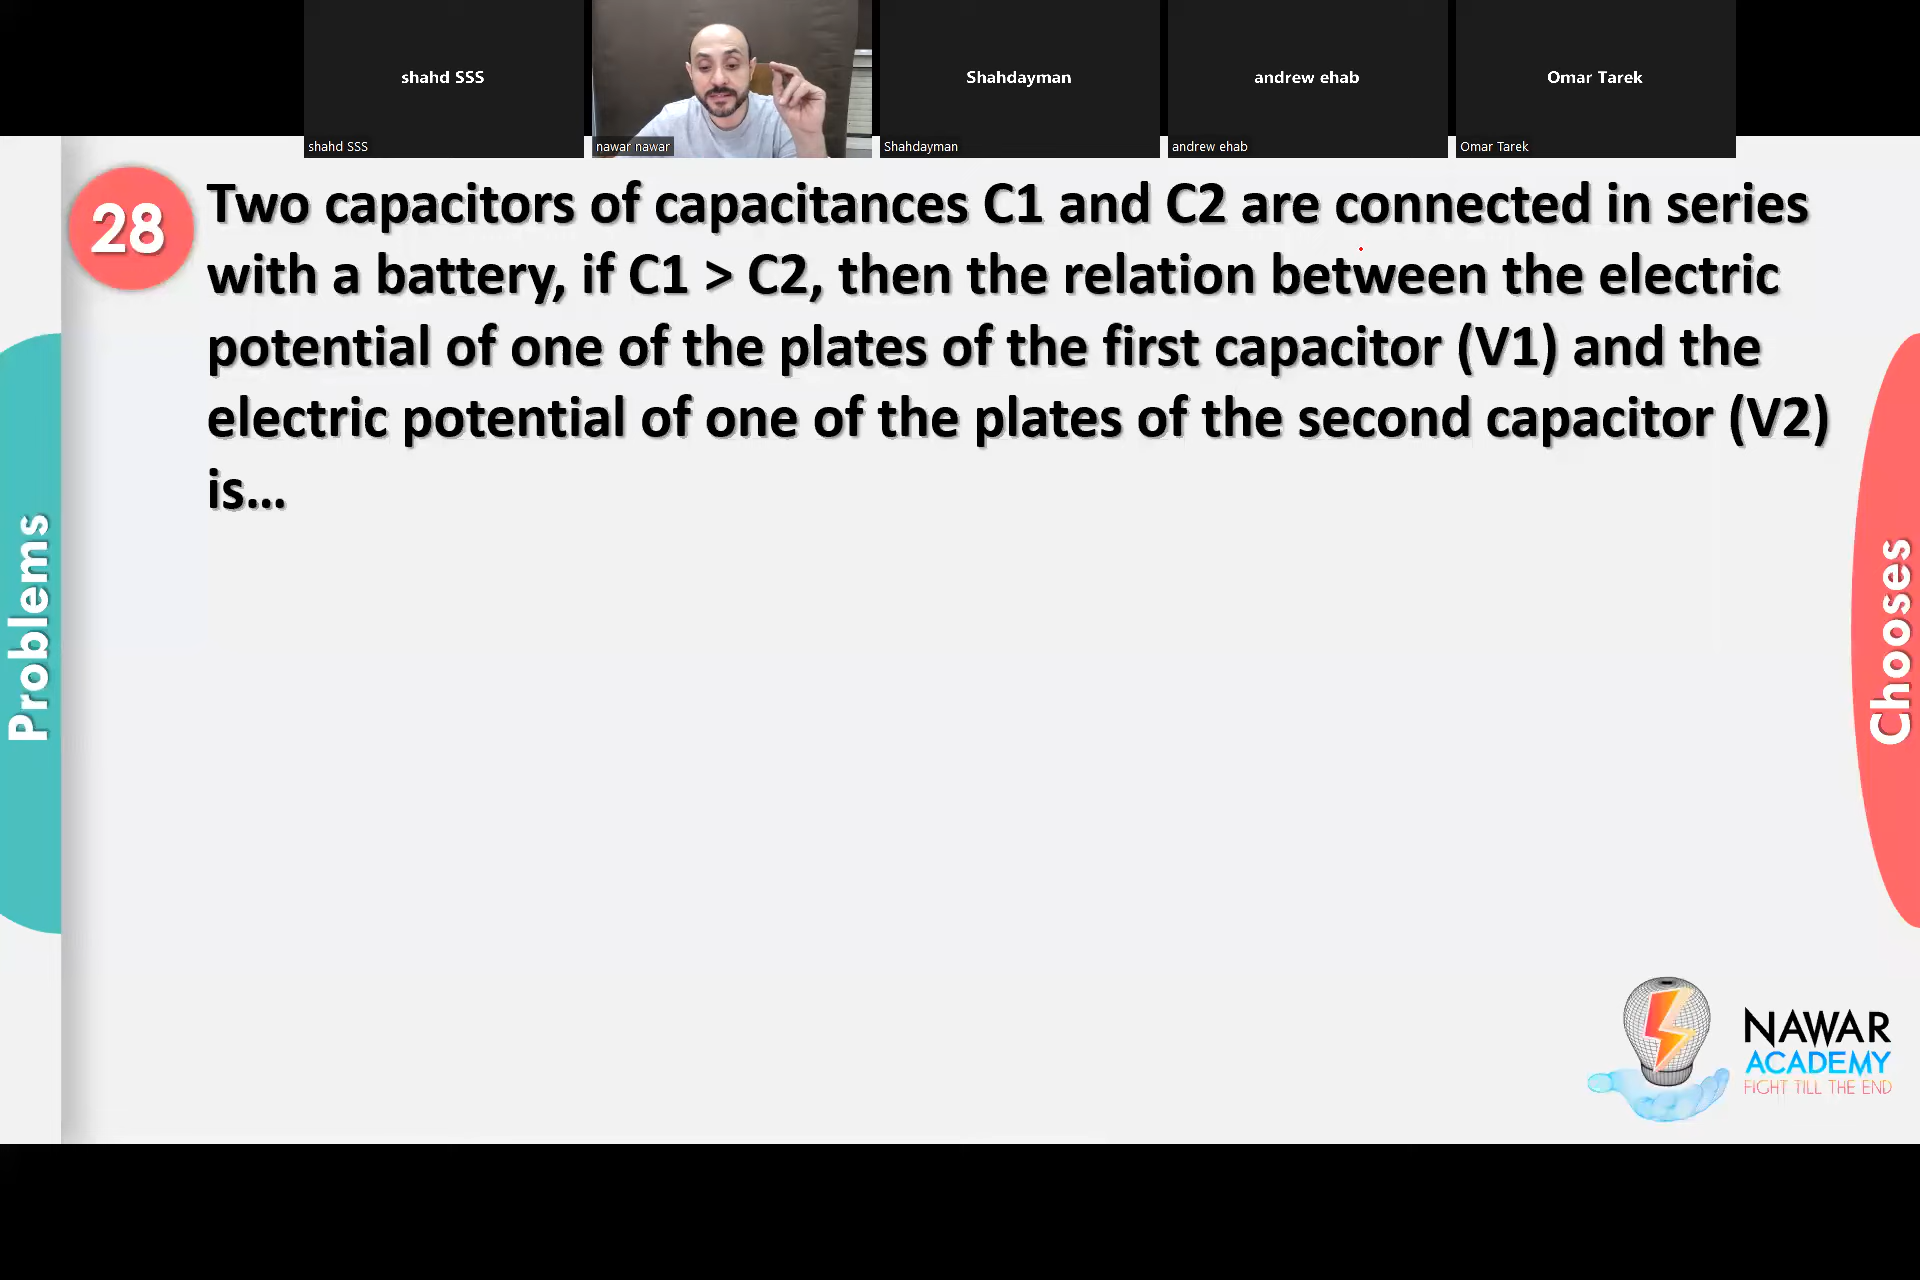 shahd SSS
Shahdayman
andrew ehab
Omar Tarek
shahd SSS
nawar nawar
Shahdayman
andrew ehab
Omar Tarek
28
Two capacitors of capacitances C1 and C2 are connected in series
with a battery, if C1 > C2, then the relation between the electric
potential of one of the plates of the first capacitor (V1) and the
electric potential of one of the plates of the second capacitor (V2)
is...
Problems
Chooses
NAWAR
ACADEMY
FIGHT TILL THE END